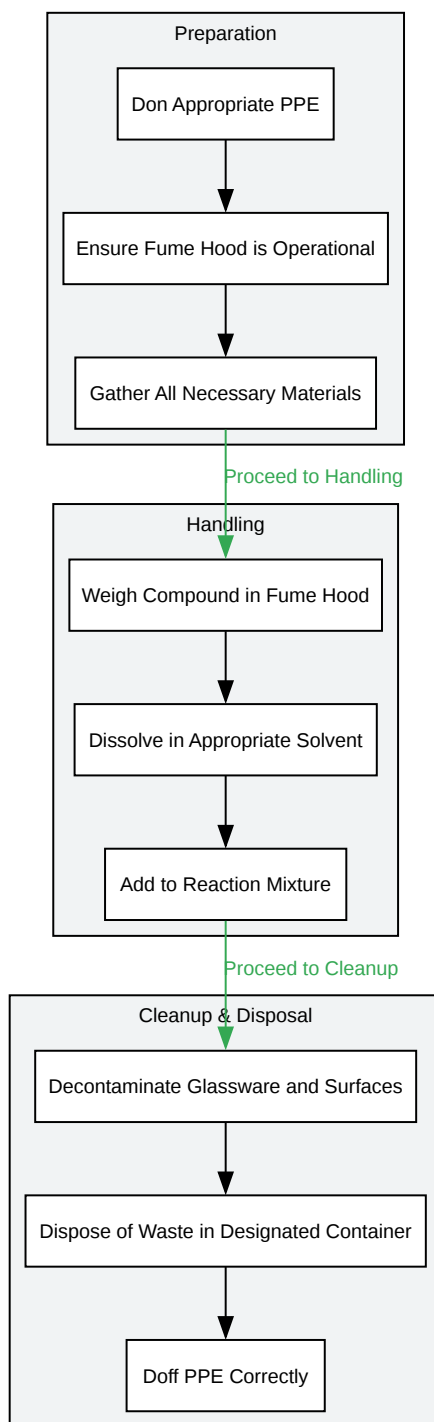 Preparation
Don Appropriate PPE
Ensure Fume Hood is Operational
Gather All Necessary Materials
Proceed to Handling
Handling
Weigh Compound in Fume Hood
Dissolve in Appropriate Solvent
Add to Reaction Mixture
Proceed to Cleanup
Cleanup & Disposal
Decontaminate Glassware and Surfaces
Dispose of Waste in Designated Container
Doff PPE Correctly